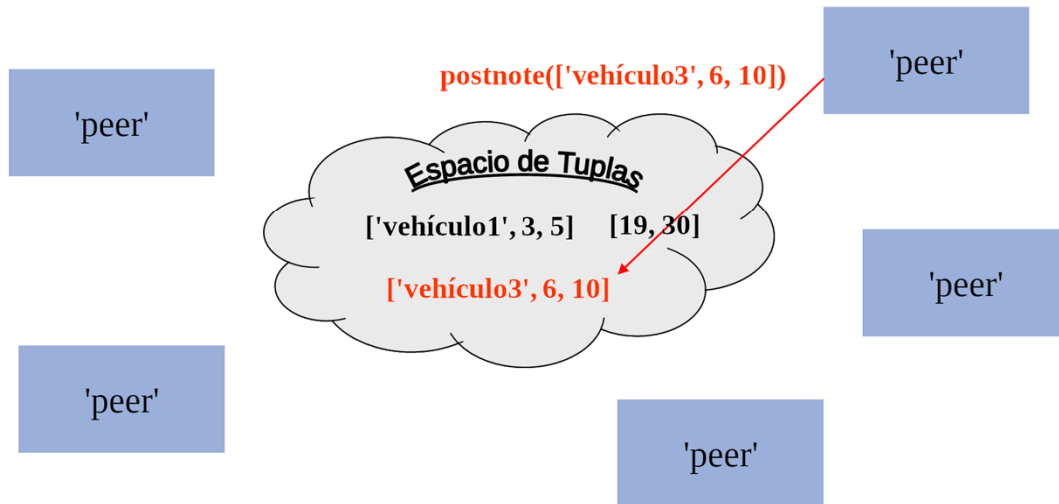 'peer'
postnote(['vehículo3', 6, 10])
'peer'
Espacio de Tuplas
['vehículo1', 3, 5] [19, 30]
['vehículo3', 6, 10]
'peer'
'peer'
'peer'